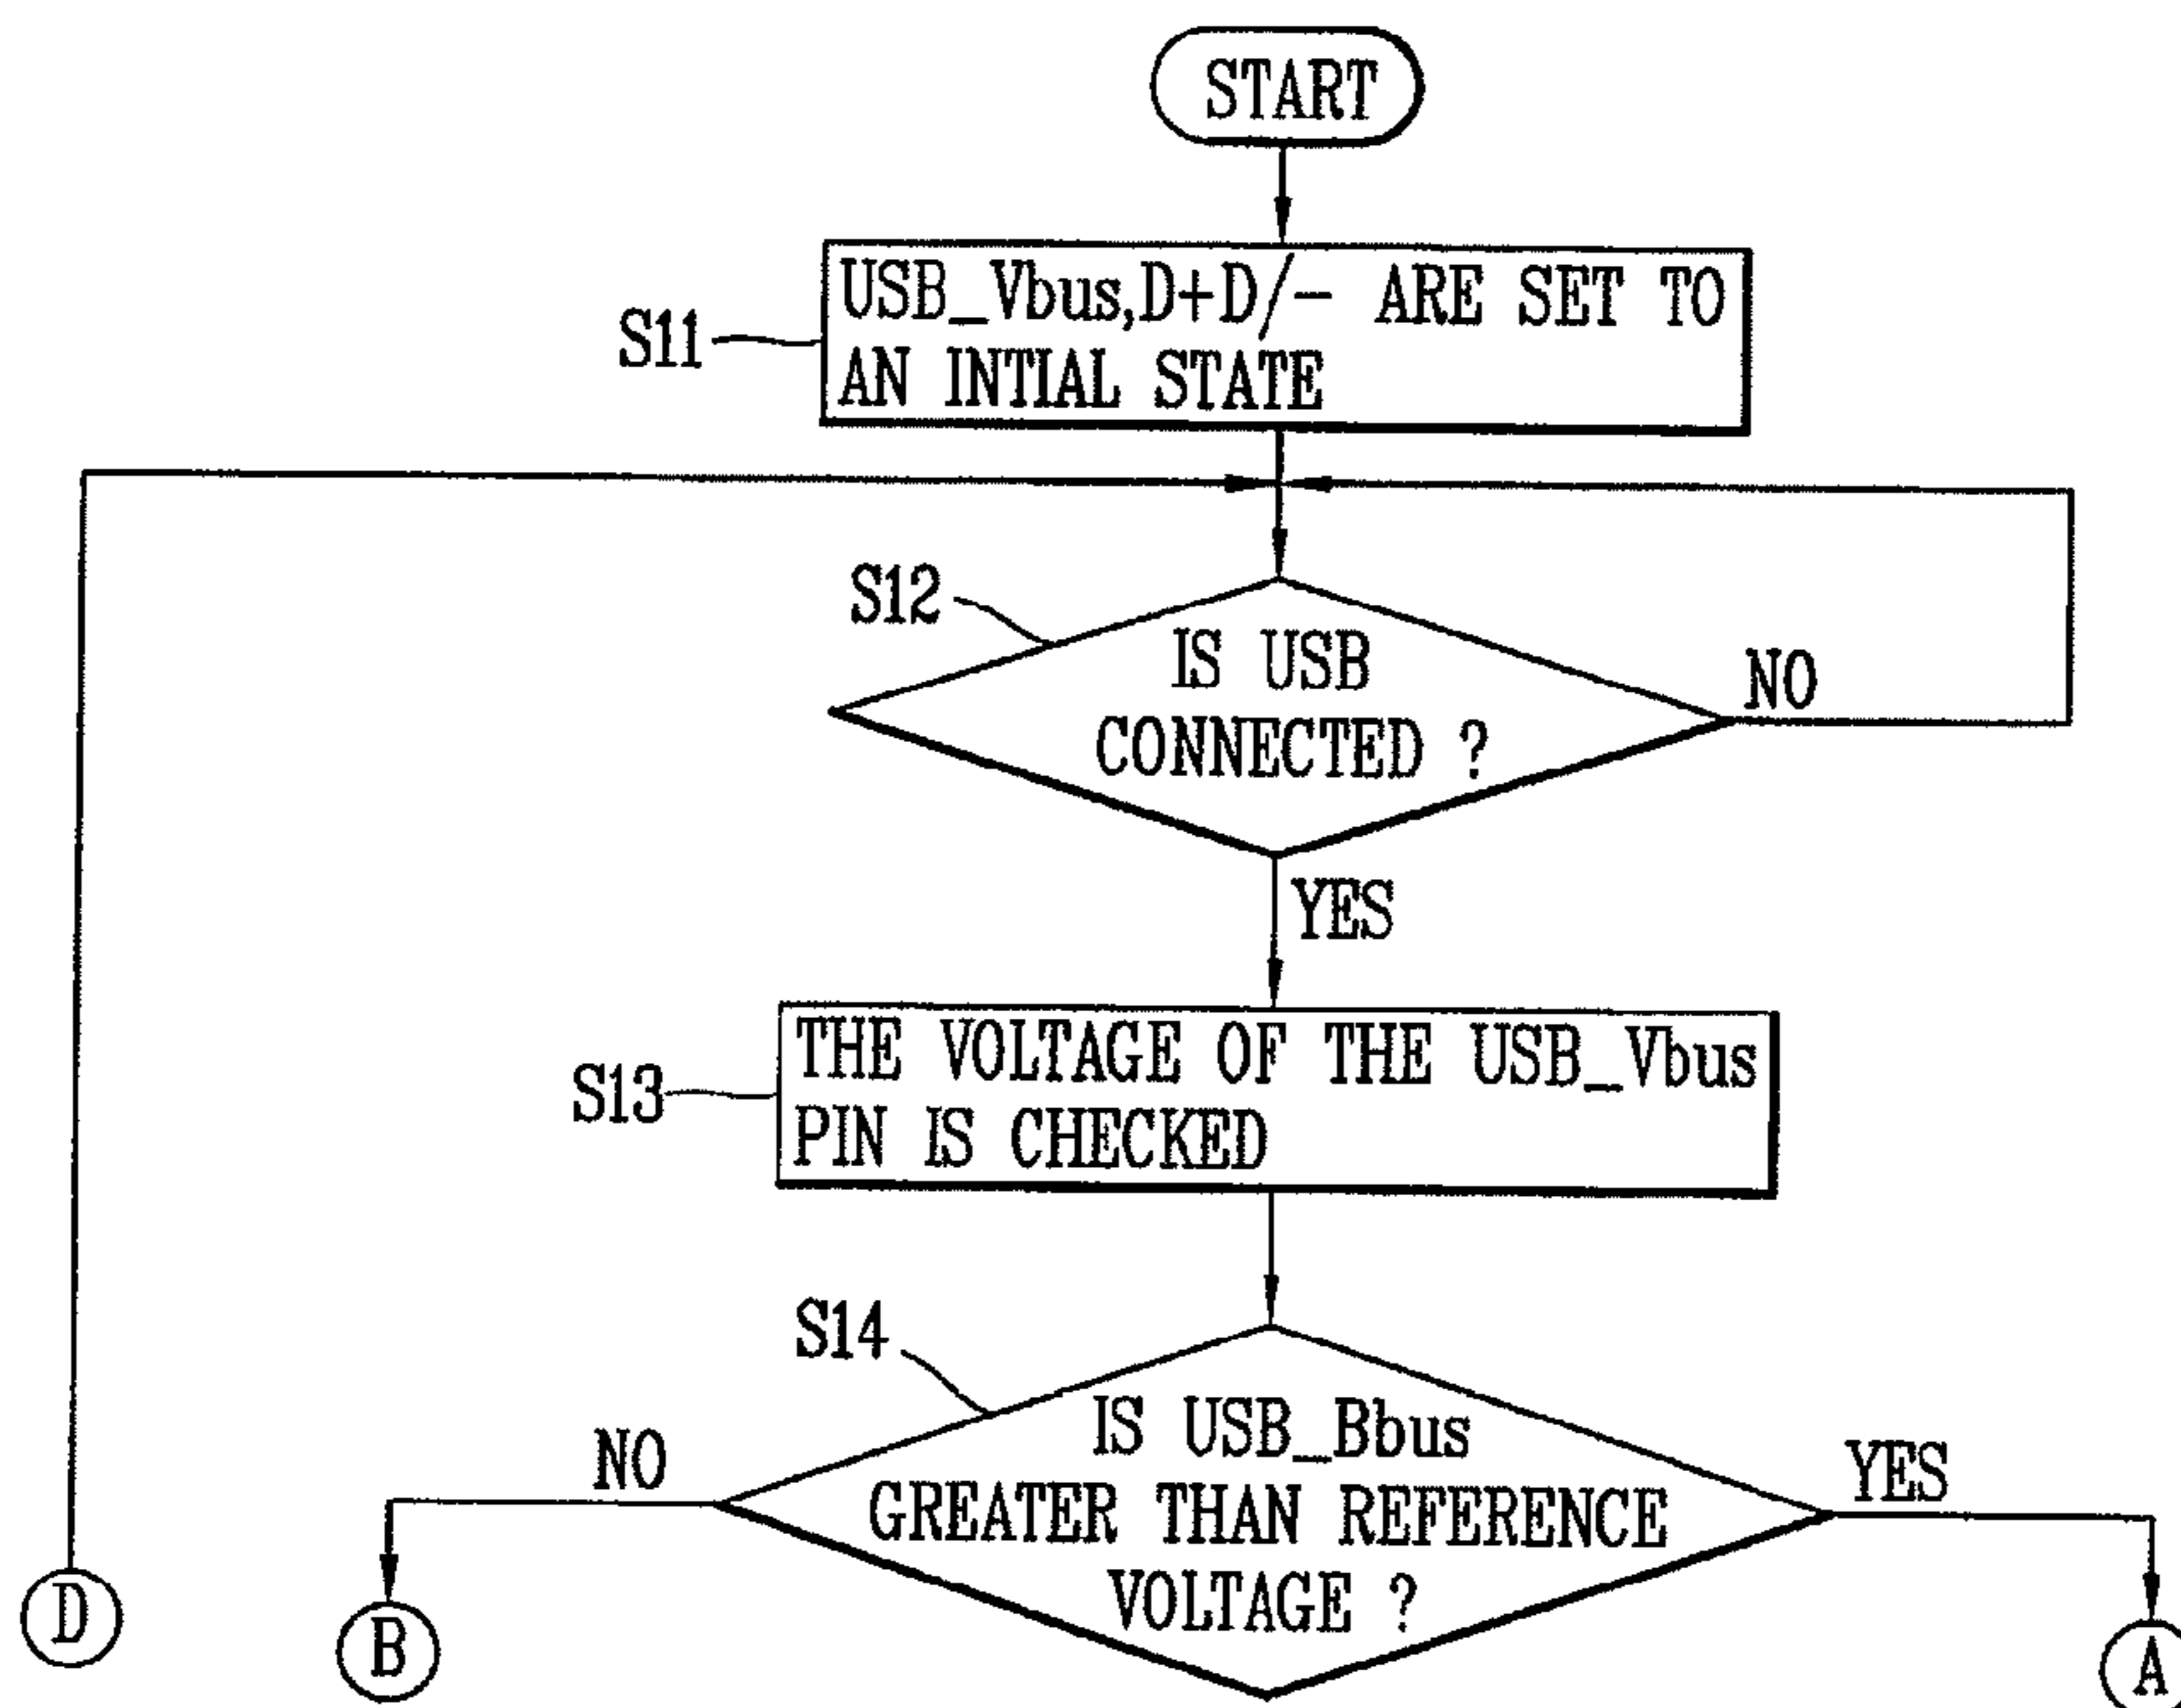 START
S11
USB_Vbus,D+D/- ARE SET TO
AN INTIAL STATE
S12
IS USB
CONNECTED ?
NO
YES
S13
THE VOLTAGE OF THE USB_Vbus
PIN IS CHECKED
S14
IS USB_Bbus
GREATER THAN REFERENCE
VOLTAGE ?
NO
YES
D
B
A